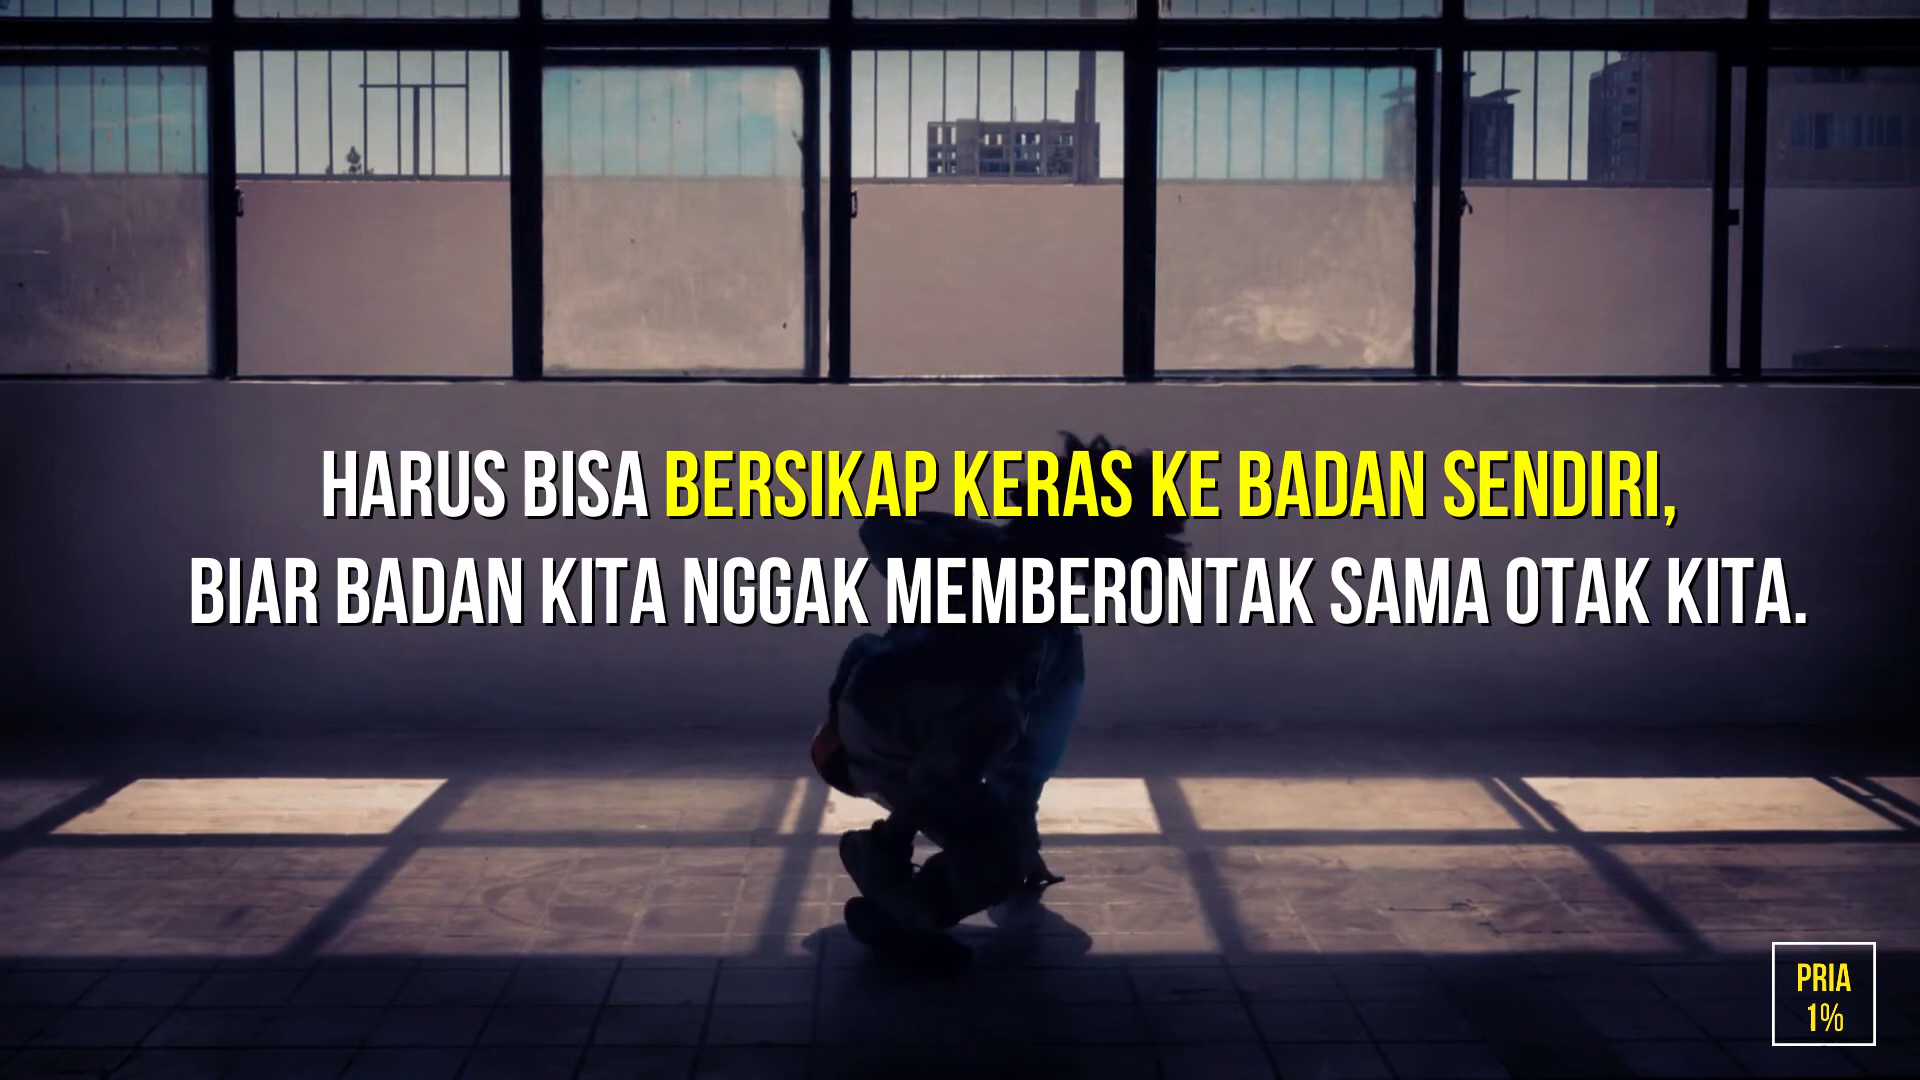 HARUS BISA BERSIKAP KERAS KE BADAN SENDIRI,
BIAR BADAN KITA NGGAK MEMBERONTAK SAMA OTAK KITA.
PRIA
1%